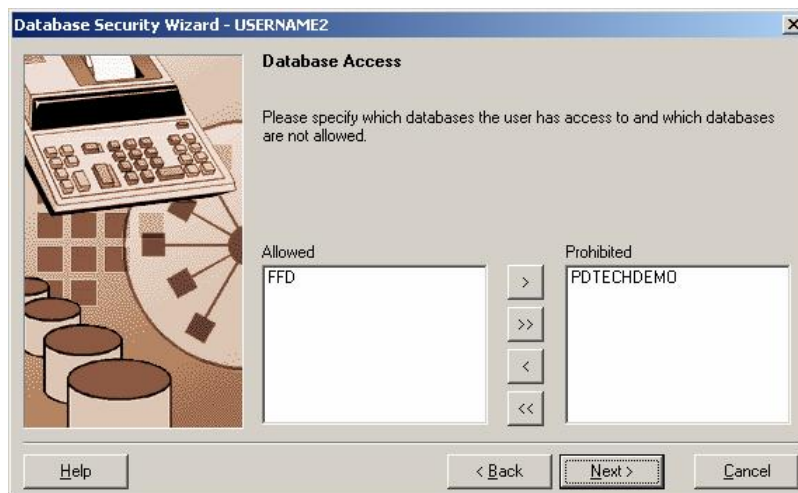 Database Security Wizard - USERNAME2
Database Access
Please specify which databases the user has access to and which databases
are not allowed.
Allowed
Prohibited
FFD
PDTECHDEMO
>
>>
<
<<
Help
< Back
Next >
Cancel